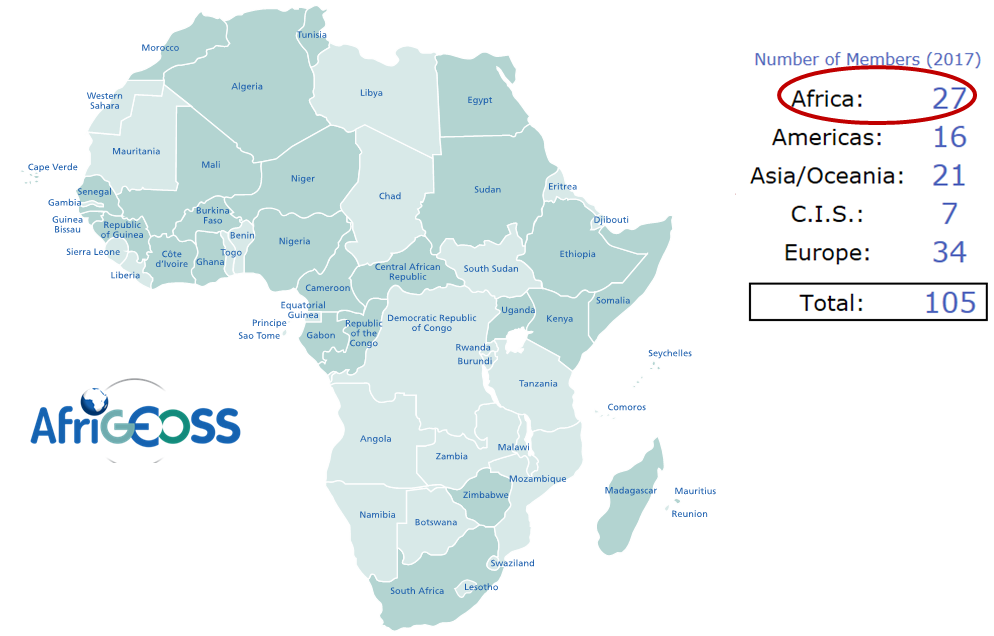 Tunisia
Morocco
Algeria
Libya
Egypt
Western
Sahara
Mauritania
Cape Verde
Mali
Niger
Chad
Sudan
Eritrea
Senegal
Gambia
Guinea
Bissau
Republic
of Guinea
Burkina
Faso
Djibouti
Sierra Leone
Liberia
Côte
d'Ivoire
Ghana
Togo
Benin
Nigeria
Ethiopia
Central African
Republic
South Sudan
Cameroon
Somalia
Equatorial
Guinea
Principe
Sao Tome
Gabon
Republic
of the
Congo
Democratic Republic
of Congo
Uganda
Kenya
Rwanda
Burundi
Seychelles
Tanzania
Comoros
Angola
Zambia
Malawi
Mozambique
Zimbabwe
Madagascar
Mauritius
Reunion
Namibia
Botswana
Swaziland
Lesotho
South Africa
AfriGEOSS
Number of Members (2017)
Africa: 27
Americas: 16
Asia/Oceania: 21
C.I.S.: 7
Europe: 34
Total: 105